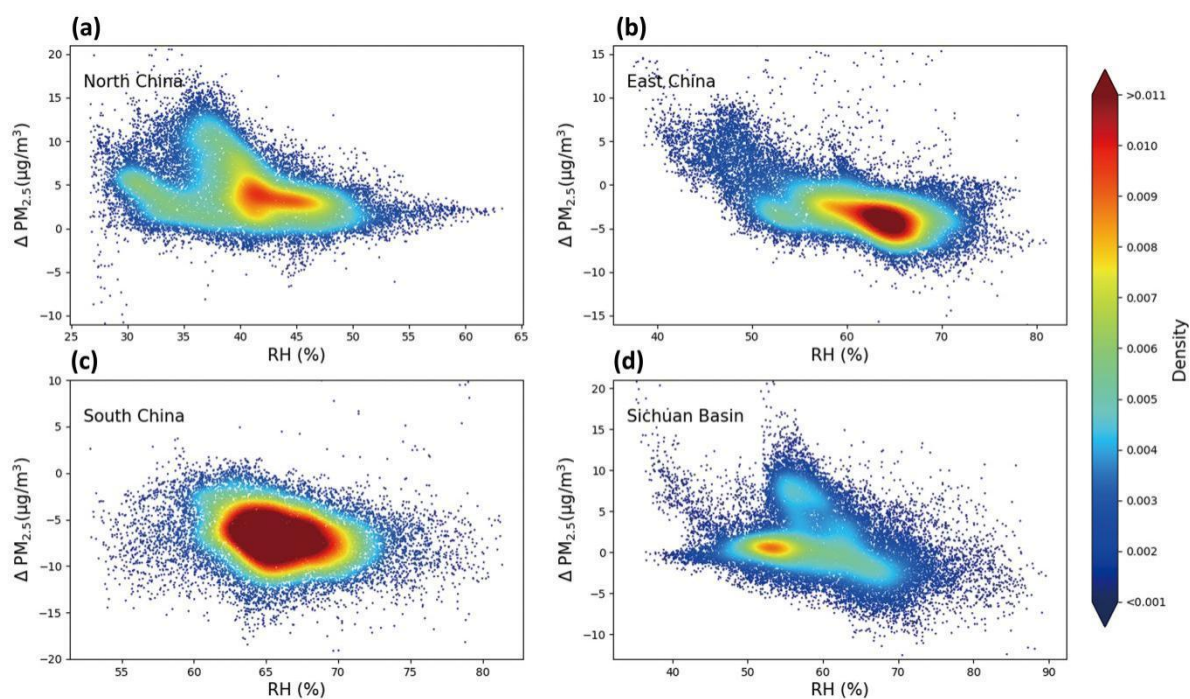 (a)
North China
20
15
10
5
0
−5
−10
Δ PM2.5(μg/m3)
25 30 35 40 45 50 55 60 65
RH (%)
(b)
East China
15
10
5
0
−5
−10
−15
Δ PM2.5(μg/m3)
40 50 60 70 80
RH (%)
(c)
South China
10
5
0
−5
−10
−15
−20
Δ PM2.5(μg/m3)
55 60 65 70 75 80
RH (%)
(d)
Sichuan Basin
20
15
10
5
0
−5
−10
Δ PM2.5(μg/m3)
40 50 60 70 80 90
RH (%)
>0.011
0.010
0.009
0.008
0.007
0.006
0.005
0.004
0.003
0.002
<0.001
Density